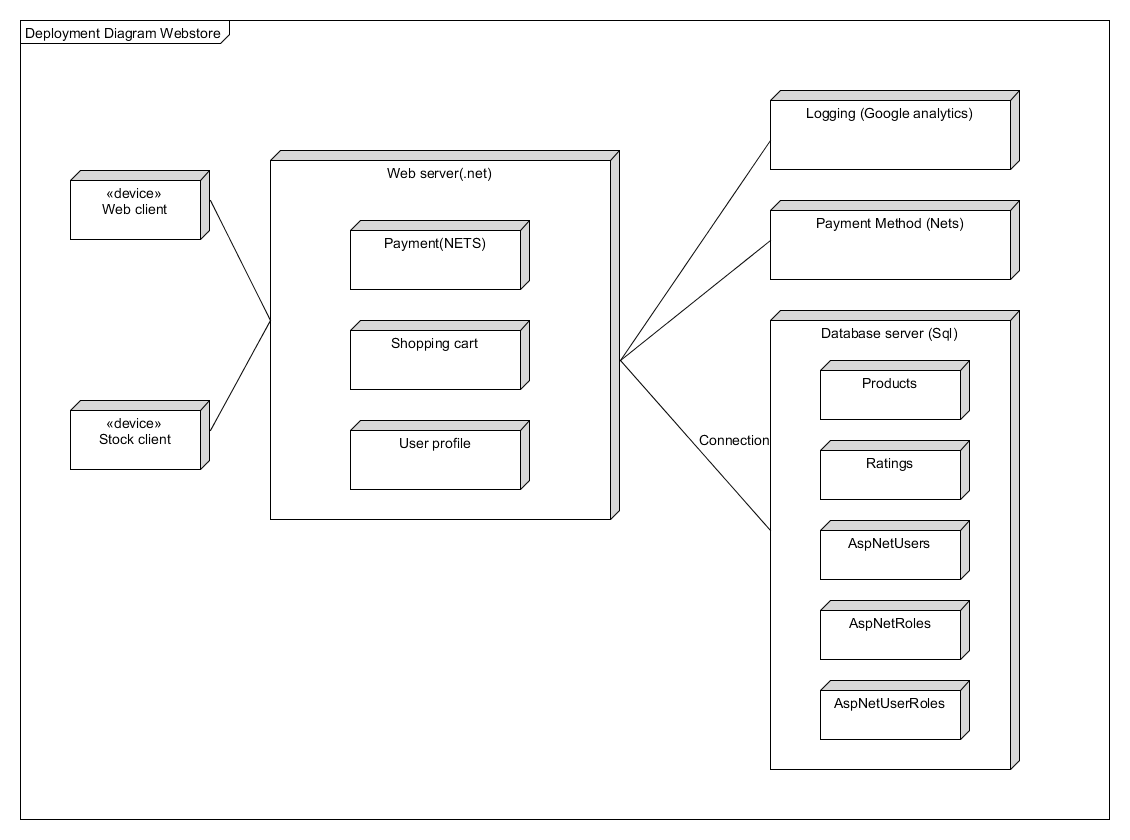 Deployment Diagram Webstore
«device»
Web client
«device»
Stock client
Web server(.net)
Payment(NETS)
Shopping cart
User profile
Connection
Logging (Google analytics)
Payment Method (Nets)
Database server (Sql)
Products
Ratings
AspNetUsers
AspNetRoles
AspNetUserRoles